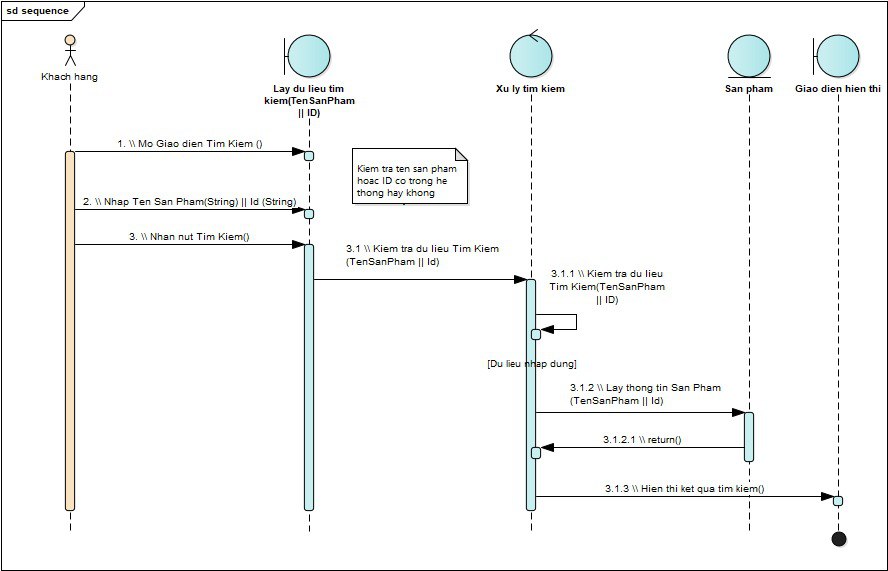 sd sequence
Khach hang
Lay du lieu tim
kiem(TenSanPham
|| ID)
Xu ly tim kiem
San pham
Giao dien hien thi
1. \\ Mo Giao dien Tim Kiem ()
Kiem tra ten san pham
hoac ID co trong he
thong hay khong
2. \\ Nhap Ten San Pham(String) || Id (String)
3. \\ Nhan nut Tim Kiem()
3.1 \\ Kiem tra du lieu Tim Kiem
(TenSanPham || Id)
3.1.1 \\ Kiem tra du lieu
Tim Kiem(TenSanPham
|| ID)
[Du lieu nhap dung]
3.1.2 \\ Lay thong tin San Pham
(TenSanPham || Id)
3.1.2.1 \\ return()
3.1.3 \\ Hien thi ket qua tim kiem()